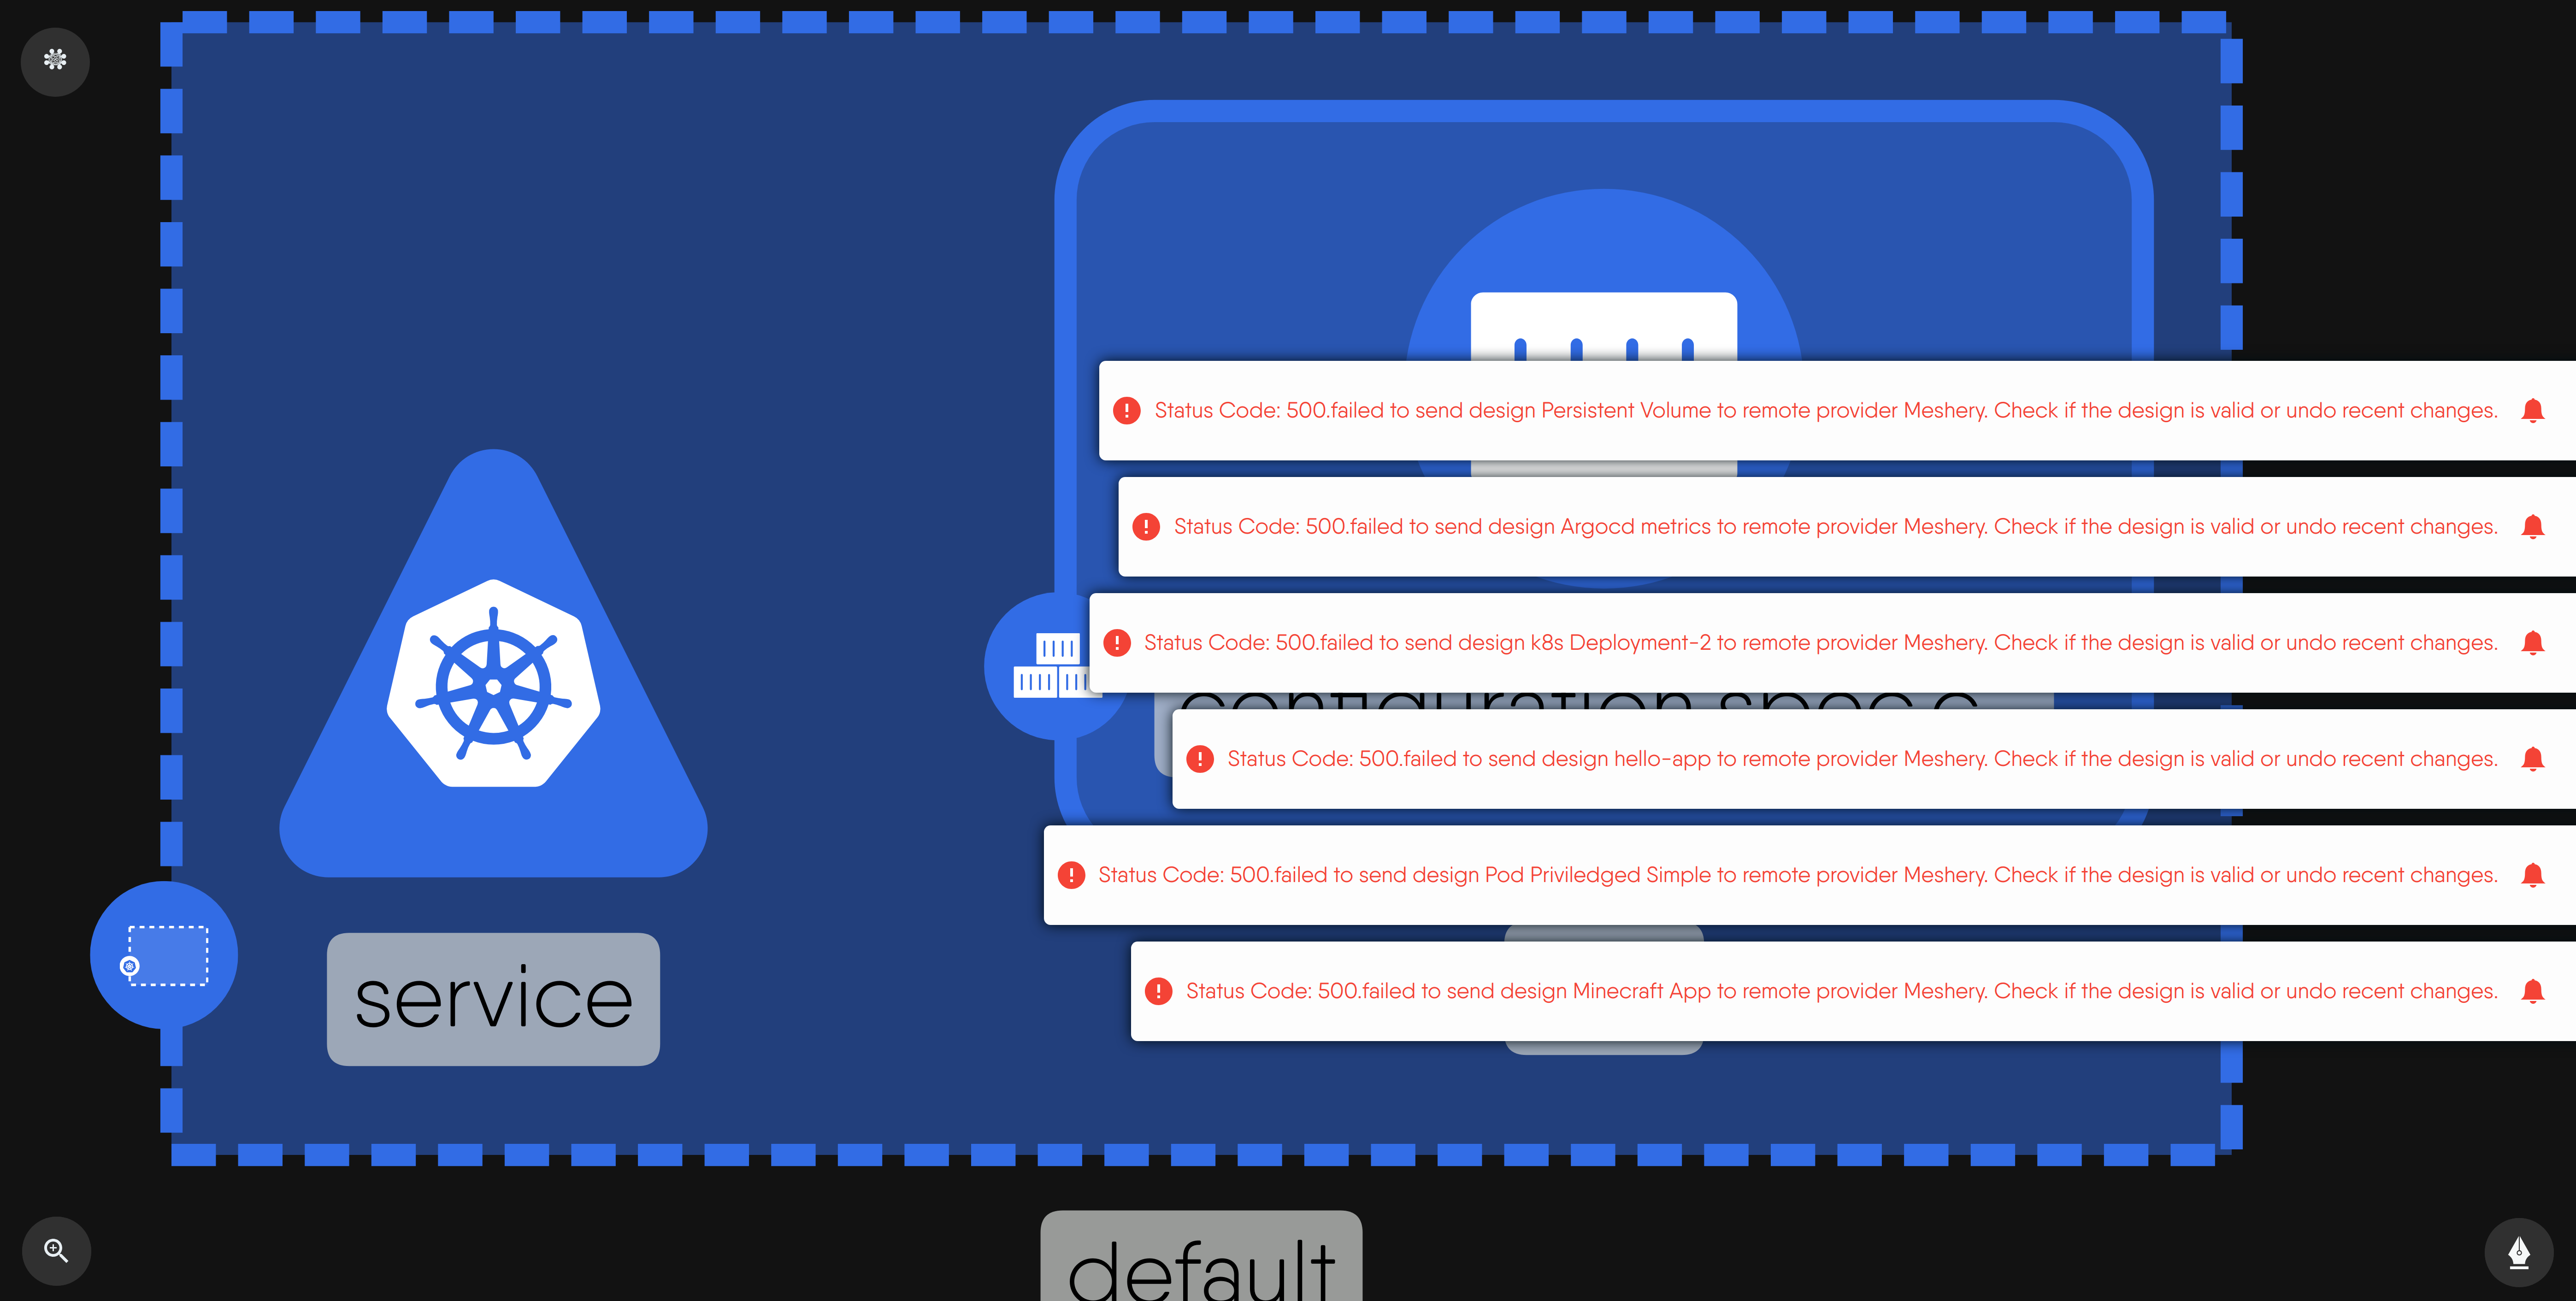 Status Code: 500.failed to send design Persistent Volume to remote provider Meshery. Check if the design is valid or undo recent changes.
Status Code: 500.failed to send design Argocd metrics to remote provider Meshery. Check if the design is valid or undo recent changes.
Status Code: 500.failed to send design k8s Deployment-2 to remote provider Meshery. Check if the design is valid or undo recent changes.
configuration spec c
Status Code: 500.failed to send design hello-app to remote provider Meshery. Check if the design is valid or undo recent changes.
Status Code: 500.failed to send design Pod Priviledged Simple to remote provider Meshery. Check if the design is valid or undo recent changes.
Status Code: 500.failed to send design Minecraft App to remote provider Meshery. Check if the design is valid or undo recent changes.
service
default